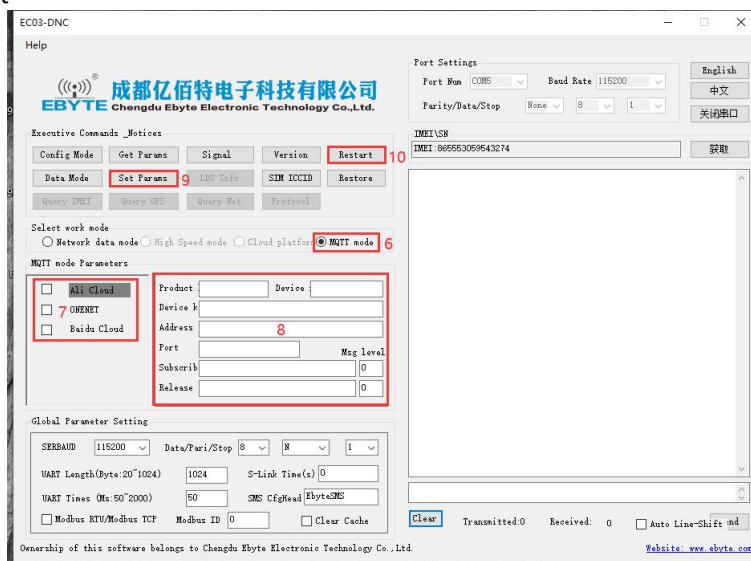 EC03-DNC
Help
((( ))) ® 成都亿佰特电子科技有限公司
EBYTE Chengdu Ebyte Electronic Technology Co.,Ltd.
Port Settings
Port Num COM5 Baud Rate 115200
Parity/Data/Stop None 8 1
English
中文
关闭串口
Executive Commands _Notices
Config Mode Get Params Signal Version Restart 10
Data Mode Set Params 9 LBS Info SIM ICCID Restore
Query IMEI Query GPS Query Net Protocol
IMEI\SN
IMEI:865553059543274 获取
Select work mode
Network data mode High Speed mode Cloud platform MQTT mode 6
MQTT mode Parameters
Ali Cloud
7 ONENET
Baidu Cloud
Product Device
Device k
Address
8
Port Msg level
Subscrib 0
Release 0
Global Parameter Setting
SERBAUD 115200 Data/Pari/Stop 8 N 1
UART Length(Byte:20~1024) 1024 S-Link Time(s) 0
UART Times (Ms:50~2000) 50 SMS CfgHead EbyteSMS
Modbus RTU/Modbus TCP Modbus ID 0 Clear Cache
Clear Transmitted:0 Received: 0 Auto Line-Shift nd
Ownership of this software belongs to Chengdu Ebyte Electronic Technology Co.,Ltd.
Website: www.ebyte.com